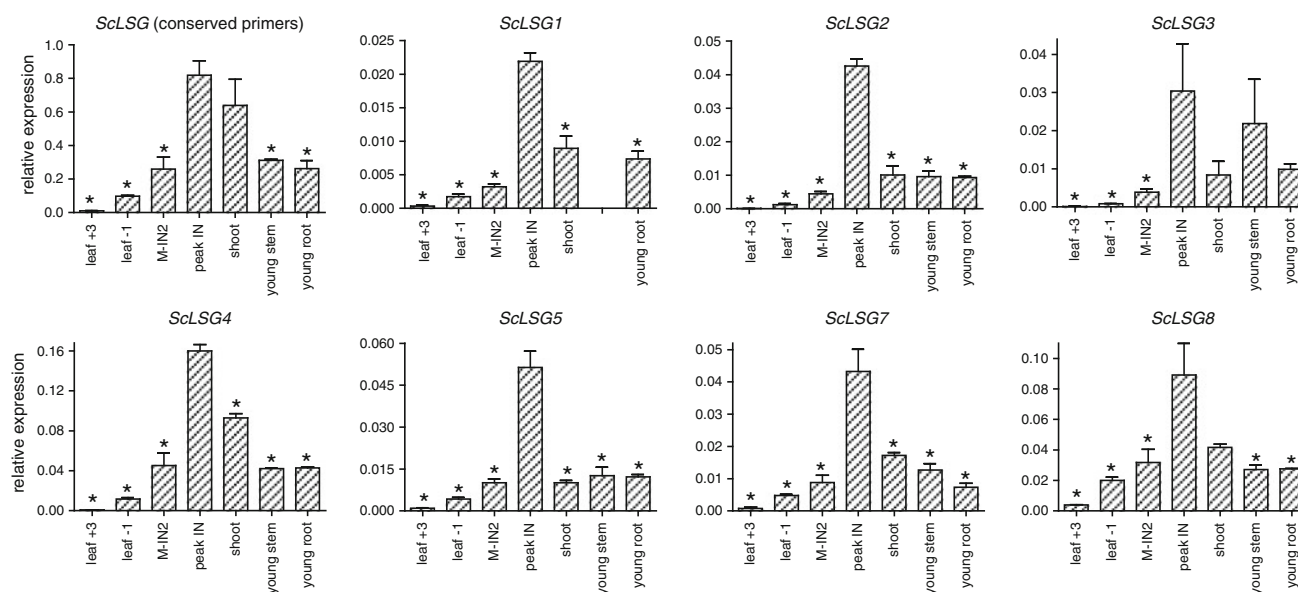 ScLSG (conserved primers)
relative expression
1.0
0.8
0.6
0.4
0.2
0.0
* * * * *
leaf +3
leaf -1
M-IN2
peak IN
shoot
young stem
young root
ScLSG1
0.025
0.020
0.015
0.010
0.005
0.000
* * * * *
leaf +3
leaf -1
M-IN2
peak IN
shoot
young root
ScLSG2
0.05
0.04
0.03
0.02
0.01
0.00
* * * * * *
leaf +3
leaf -1
M-IN2
peak IN
shoot
young stem
young root
ScLSG3
0.04
0.03
0.02
0.01
0.00
* * *
leaf +3
leaf -1
M-IN2
peak IN
shoot
young stem
young root
ScLSG4
relative expression
0.16
0.12
0.08
0.04
0.00
* * * * * *
leaf +3
leaf -1
M-IN2
peak IN
shoot
young stem
young root
ScLSG5
0.060
0.045
0.030
0.015
0.000
* * * * * *
leaf +3
leaf -1
M-IN2
peak IN
shoot
young stem
young root
ScLSG7
0.05
0.04
0.03
0.02
0.01
0.00
* * * * * *
leaf +3
leaf -1
M-IN2
peak IN
shoot
young stem
young root
ScLSG8
0.10
0.08
0.06
0.04
0.02
0.00
* * * * *
leaf +3
leaf -1
M-IN2
peak IN
shoot
young stem
young root